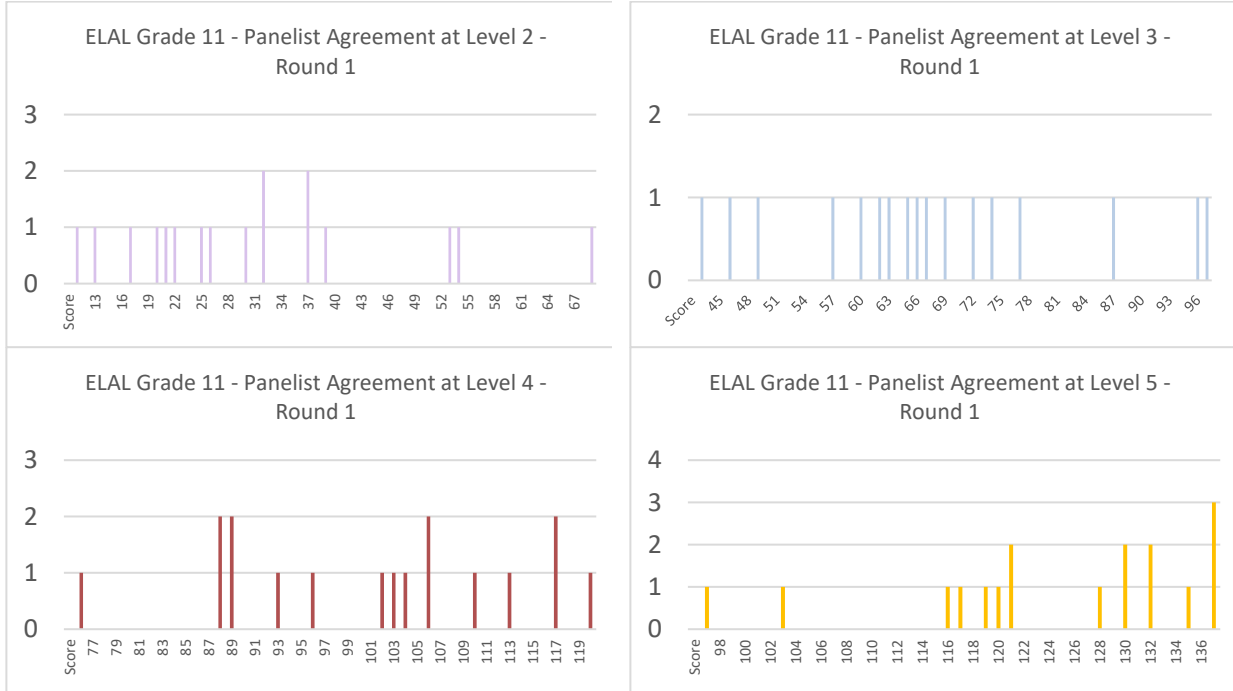 ELAL Grade 11 - Panelist Agreement at Level 2 -
Round 1
3
2
1
0
Score 13 16 19 22 25 28 31 34 37 40 43 46 49 52 55 58 61 64 67
ELAL Grade 11 - Panelist Agreement at Level 3 -
Round 1
2
1
0
Score 45 48 51 54 57 60 63 66 69 72 75 78 81 84 87 90 93 96
ELAL Grade 11 - Panelist Agreement at Level 4 -
Round 1
3
2
1
0
Score 77 79 81 83 85 87 89 91 93 95 97 99 101 103 105 107 109 111 113 115 117 119
ELAL Grade 11 - Panelist Agreement at Level 5 -
Round 1
4
3
2
1
0
Score 98 100 102 104 106 108 110 112 114 116 118 120 122 124 126 128 130 132 134 136